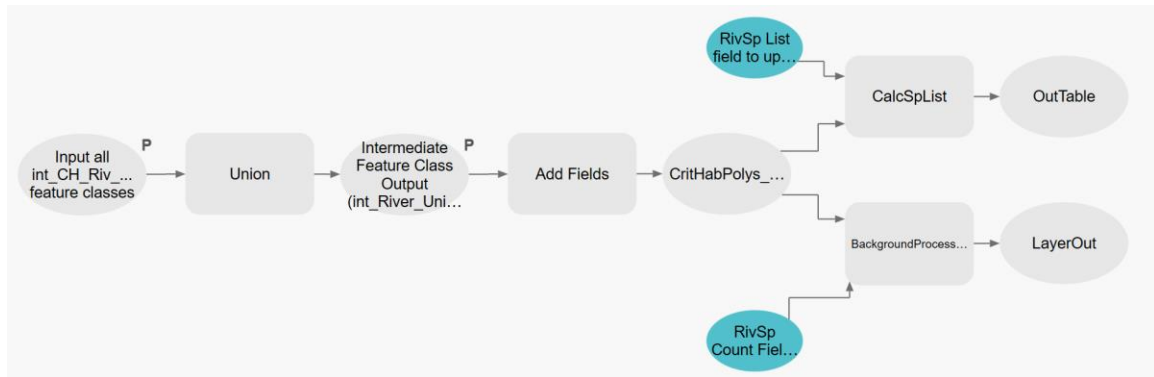 RivSp List
field to up...
CalcSpList
OutTable
P
P
Input all
int_CH_Riv_...
feature classes
Union
Intermediate
Feature Class
Output
(int_River_Uni...
Add Fields
CritHabPolys_...
BackgroundProcess...
LayerOut
RivSp
Count Fiel...